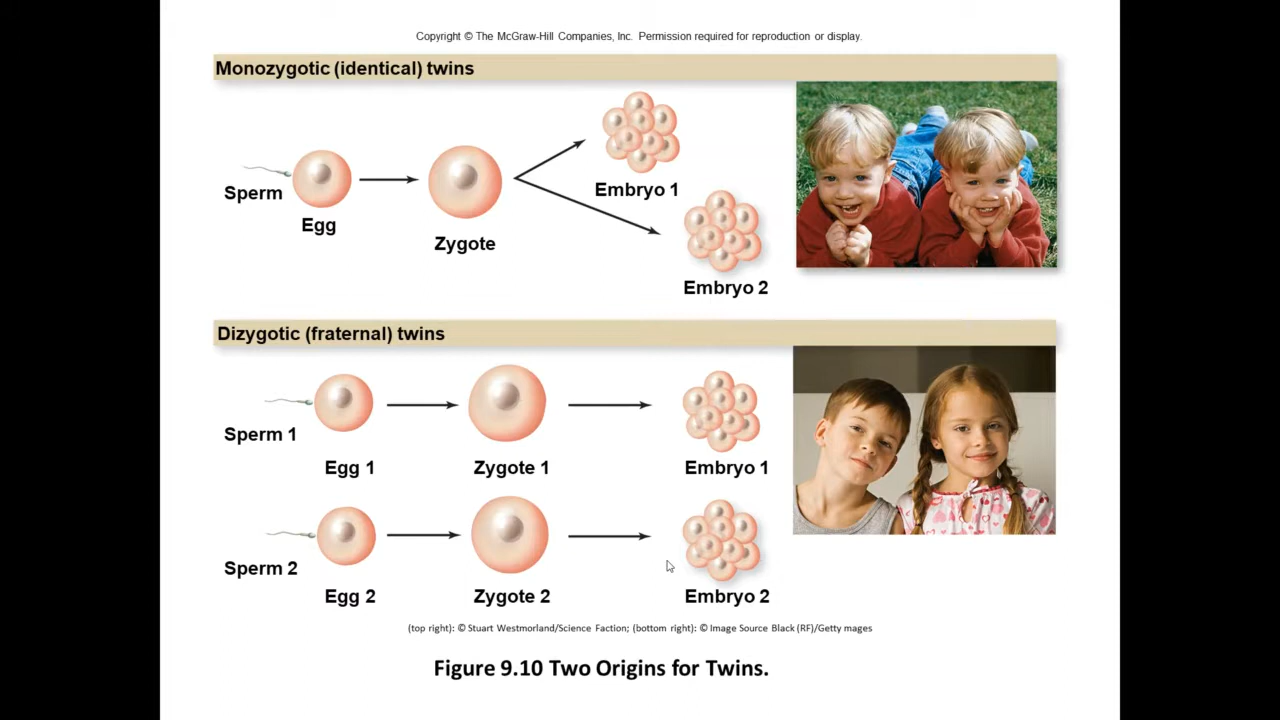 Copyright © The McGraw-Hill Companies, Inc. Permission required for reproduction or display.
Monozygotic (identical) twins
Sperm
Egg
Zygote
Embryo 1
Embryo 2
Dizygotic (fraternal) twins
Sperm 1
Egg 1
Zygote 1
Embryo 1
Sperm 2
Egg 2
Zygote 2
Embryo 2
(top right): © Stuart Westmorland/Science Faction; (bottom right): © Image Source Black (RF)/Getty mages
Figure 9.10 Two Origins for Twins.